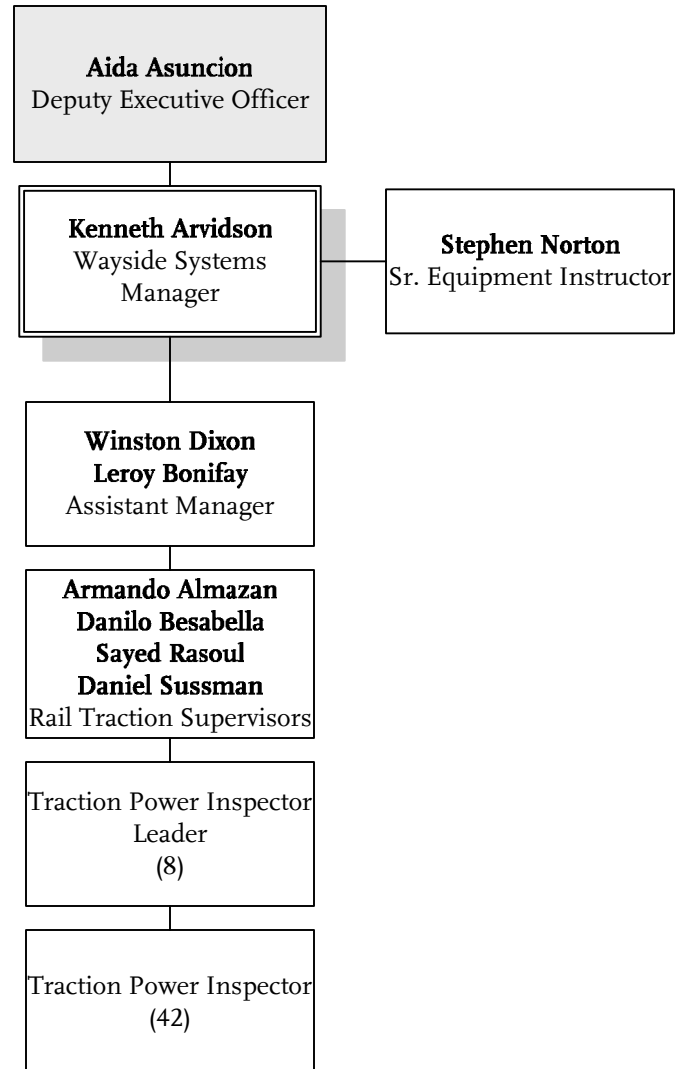 Aida Asuncion
Deputy Executive Officer
Kenneth Arvidson
Wayside Systems
Manager
Stephen Norton
Sr. Equipment Instructor
Winston Dixon
Leroy Bonifay
Assistant Manager
Armando Almazan
Danilo Besabella
Sayed Rasoul
Daniel Sussman
Rail Traction Supervisors
Traction Power Inspector
Leader
(8)
Traction Power Inspector
(42)